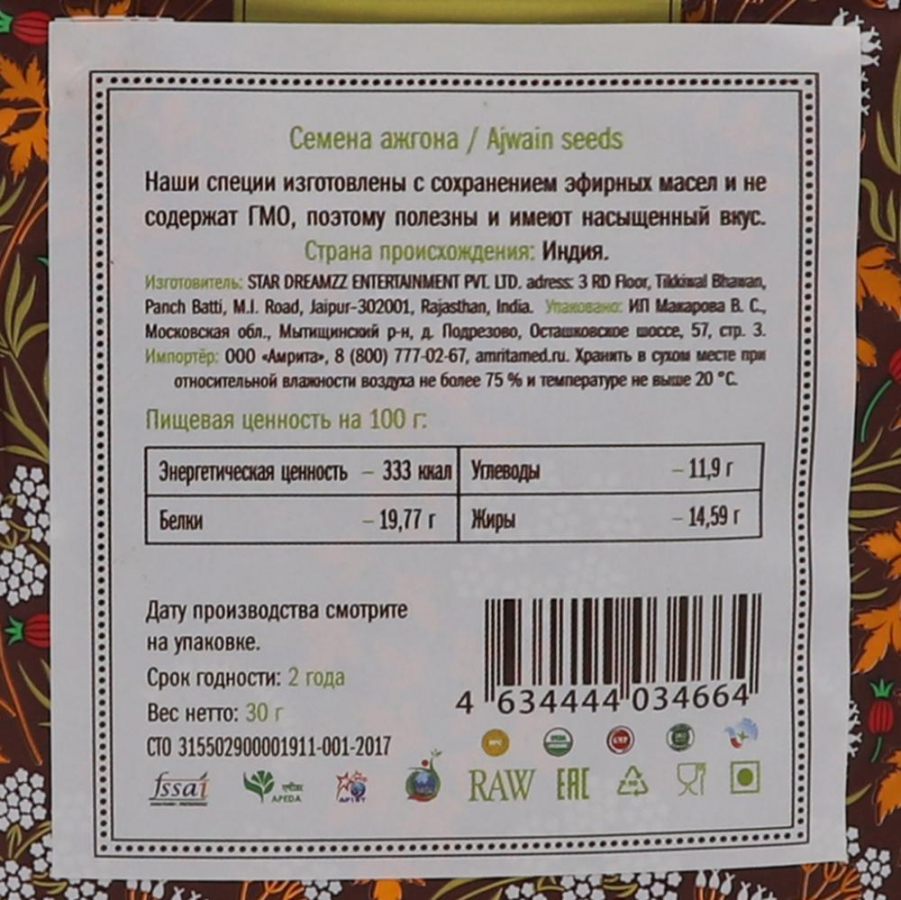 Семена ажгона / Ajwain seeds
Наши специи изготовлены с сохранением эфирных масел и не
содержат ГМО, поэтому полезны и имеют насыщенный вкус.
Страна происхождения: Индия.
Изготовитель: STAR DREAMZZ ENTERTAINMENT PVT. LTD. adress: 3 RD Floor, Tikkiwal Bhawan,
Panch Batti, M.I. Road, Jaipur-302001, Rajasthan, India. Упаковано: ИП Макарова В. С.,
Московская обл., Мытищинский р-н, д. Подрезово, Осташковское шоссе, 57, стр. 3.
Импортёр: ООО «Амрита», 8 (800) 777-02-67, amritamed.ru. Хранить в сухом месте при
относительной влажности воздуха не более 75 % и температуре не выше 20 °C.
Пищевая ценность на 100 г:
Энергетическая ценность – 333 ккал Углеводы – 11,9 г
Белки – 19,77 г Жиры – 14,59 г
Дату производства смотрите
на упаковке.
Срок годности: 2 года
Вес нетто: 30 г
СТО 315502900001911-001-2017
4 634444 034664
fssai APEDA RAW EAC